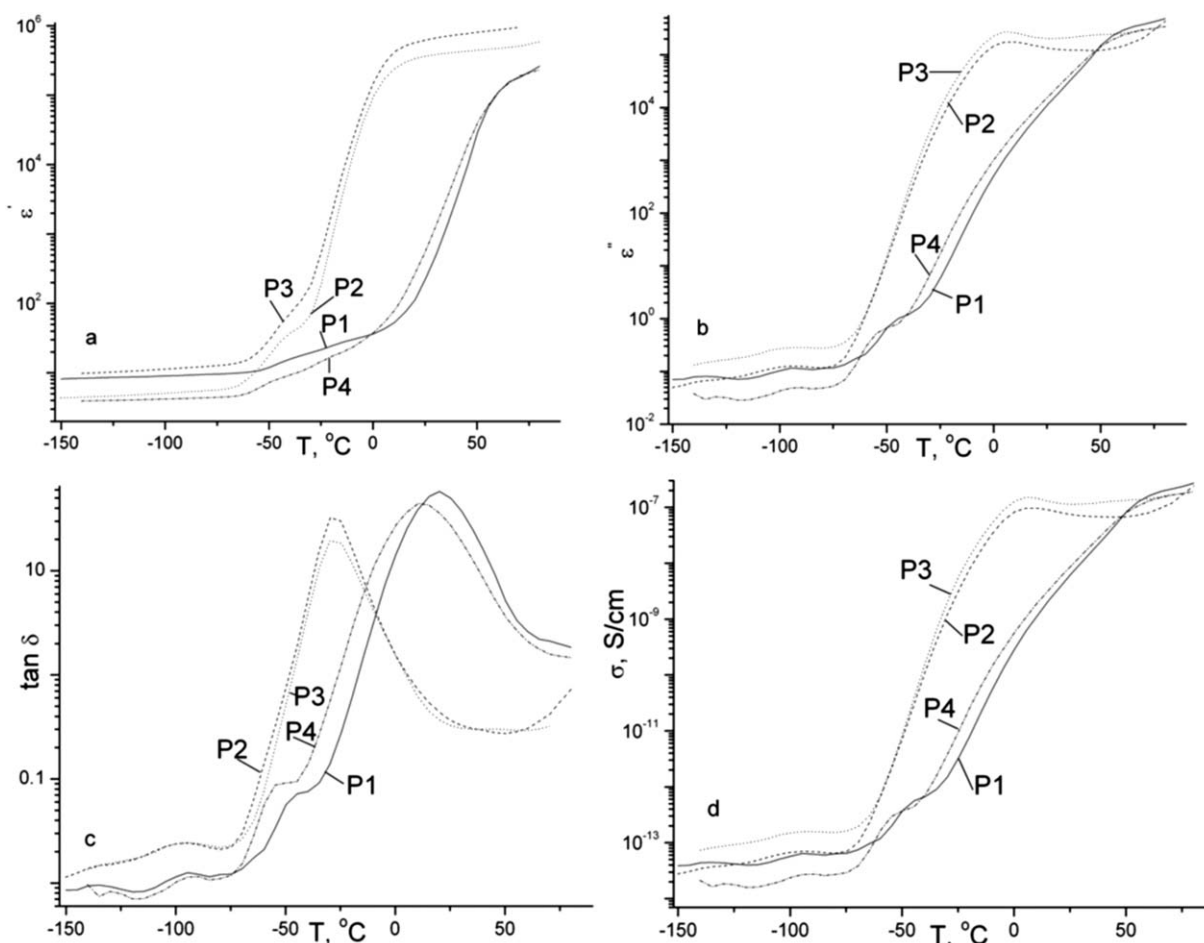 10⁶
10⁴
10²
ε'
P3
P2
P1
P4
a
-150 -100 -50 0 50
T, °C
10⁴
10²
10⁰
10⁻²
ε"
P3
P2
P4
P1
b
-150 -100 -50 0 50
T, °C
10
0.1
tan δ
P3
P2
P4
P1
c
-150 -100 -50 0 50
T, °C
10⁻⁷
10⁻⁹
10⁻¹¹
10⁻¹³
σ, S/cm
P3
P2
P4
P1
d
-150 -100 -50 0 50
T, °C